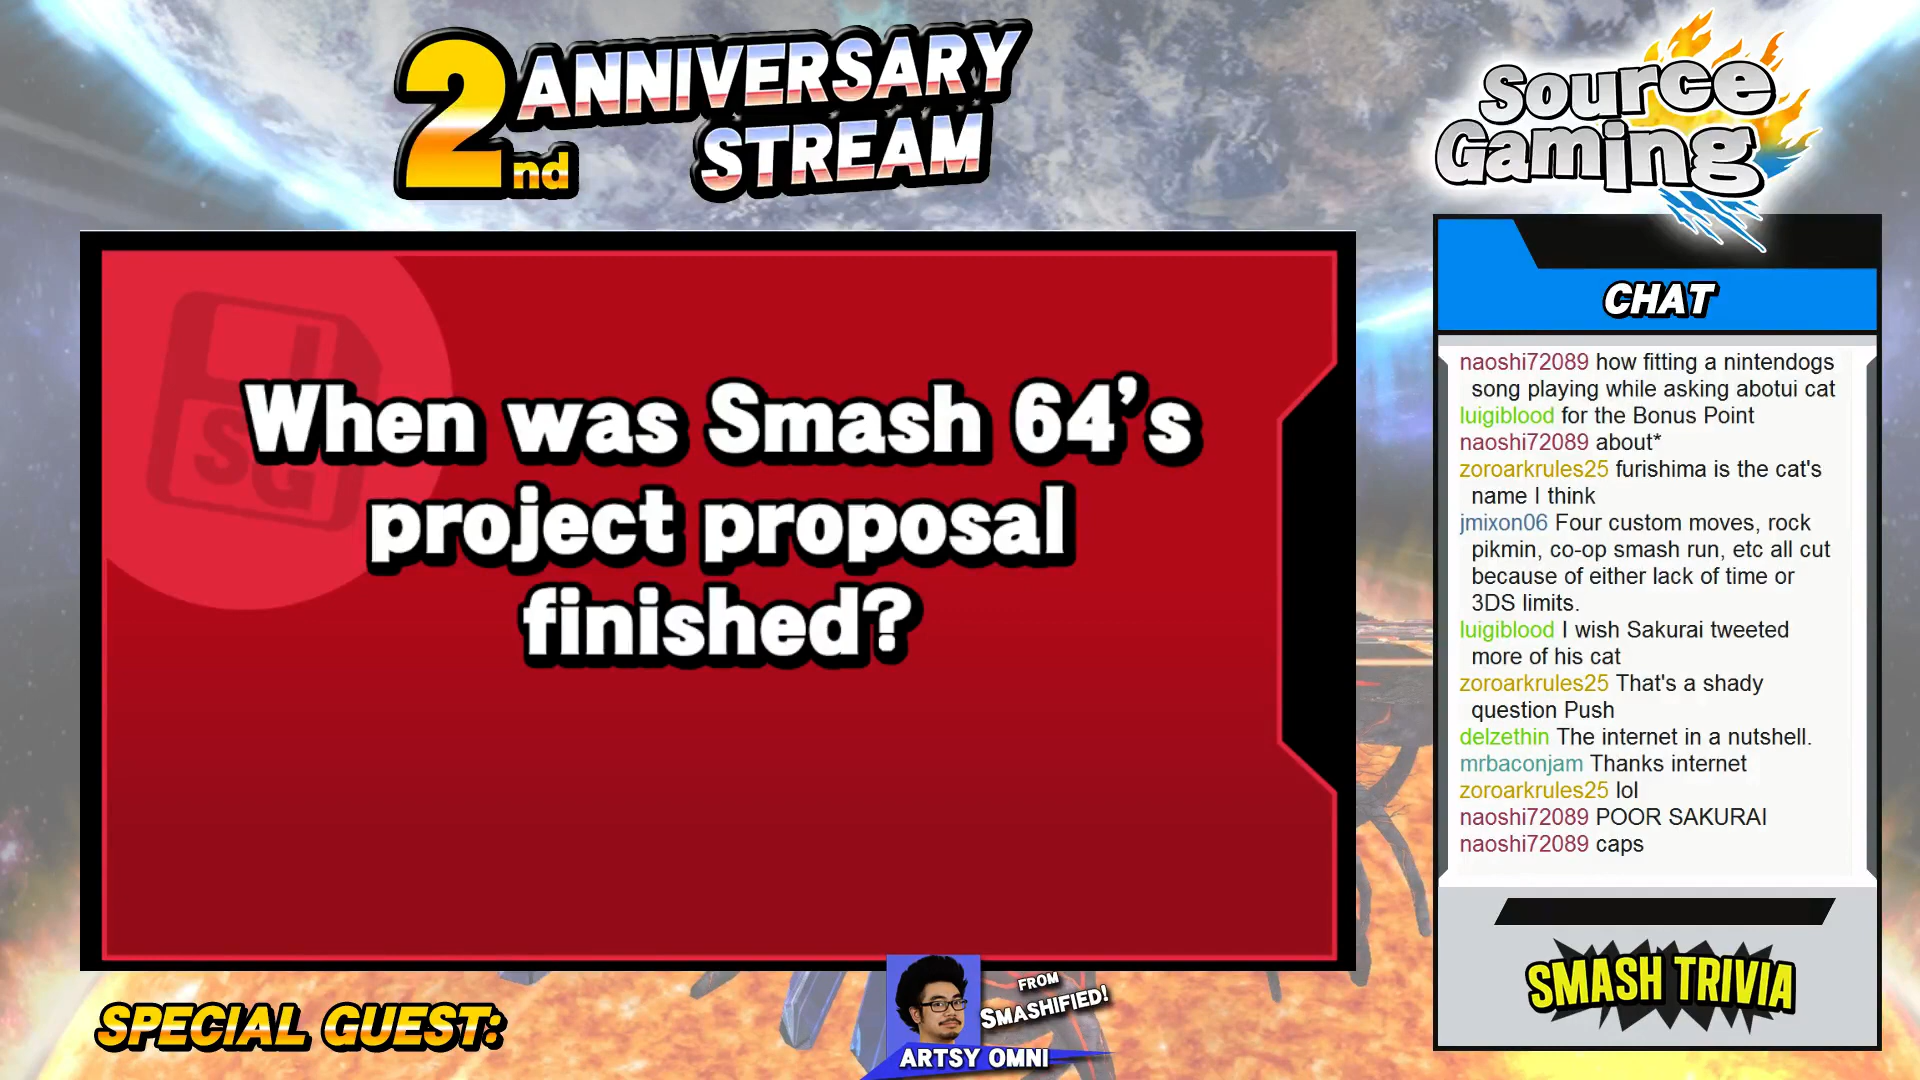 2nd ANNIVERSARY
STREAM
Source
Gaming
SG
When was Smash 64's
project proposal
finished?
CHAT
naoshi72089 how fitting a nintendogs
song playing while asking abotui cat
luigiblood for the Bonus Point
naoshi72089 about*
zoroarkrules25 furishima is the cat's
name I think
jmixon06 Four custom moves, rock
pikmin, co-op smash run, etc all cut
because of either lack of time or
3DS limits.
luigiblood I wish Sakurai tweeted
more of his cat
zoroarkrules25 That's a shady
question Push
delzethin The internet in a nutshell.
mrbaconjam Thanks internet
zoroarkrules25 lol
naoshi72089 POOR SAKURAI
naoshi72089 caps
SMASH TRIVIA
SPECIAL GUEST:
FROM
SMASHIFIED!
ARTSY OMNI